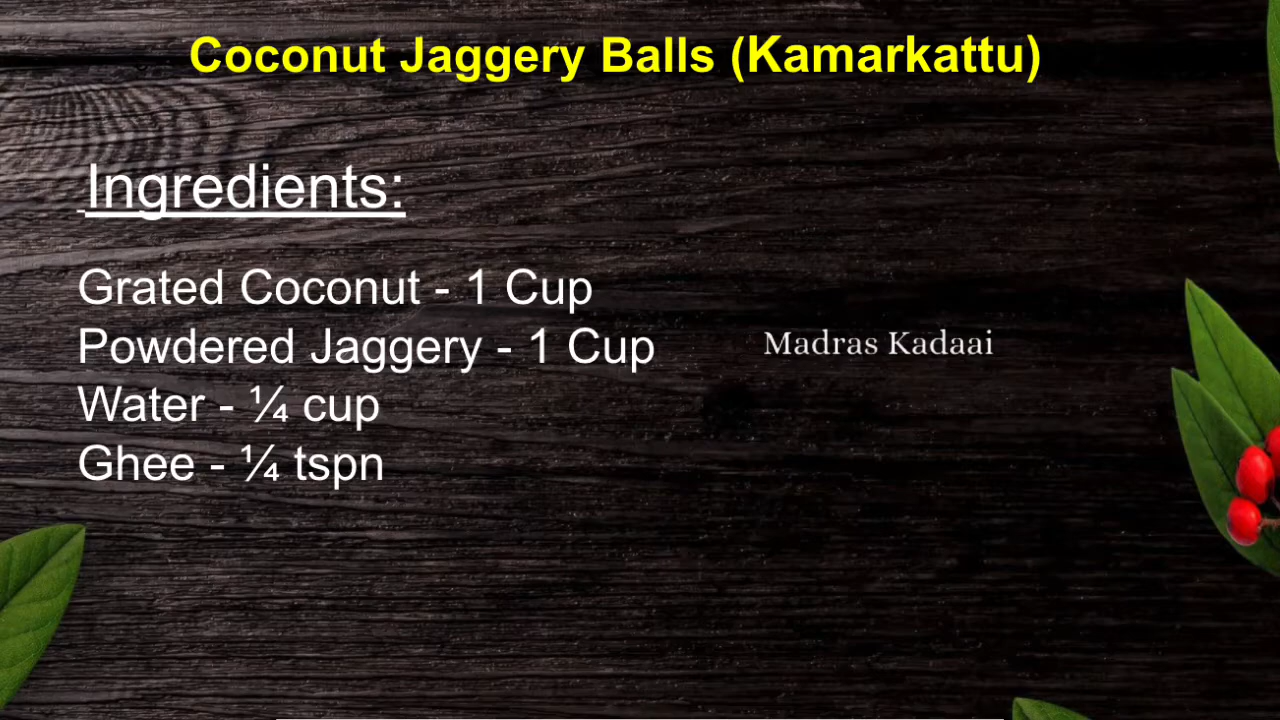 Coconut Jaggery Balls (Kamarkattu)
Ingredients:
Grated Coconut - 1 Cup
Powdered Jaggery - 1 Cup
Madras Kadaai
Water - ¼ cup
Ghee - ¼ tspn